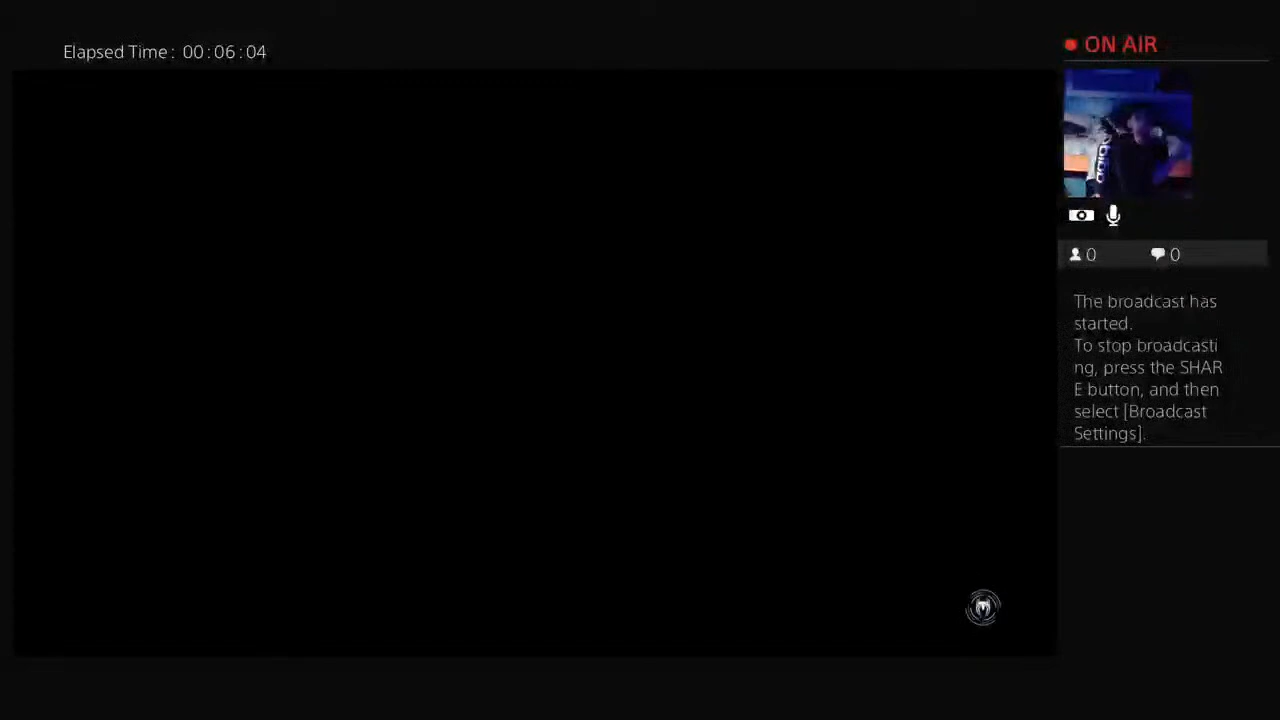 Elapsed Time: 00:06:04
ON AIR
0 0
The broadcast has
started.
To stop broadcasti
ng, press the SHAR
E button, and then
select [Broadcast
Settings].